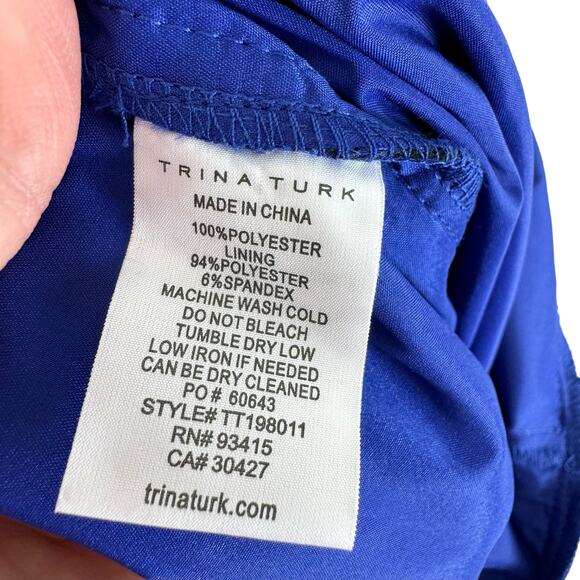 TRINA TURK
MADE IN CHINA
100%POLYESTER
LINING
94%POLYESTER
6%SPANDEX
MACHINE WASH COLD
DO NOT BLEACH
TUMBLE DRY LOW
LOW IRON IF NEEDED
CAN BE DRY CLEANED
PO # 60643
STYLE# TT198011
RN# 93415
CA# 30427
trinaturk.com